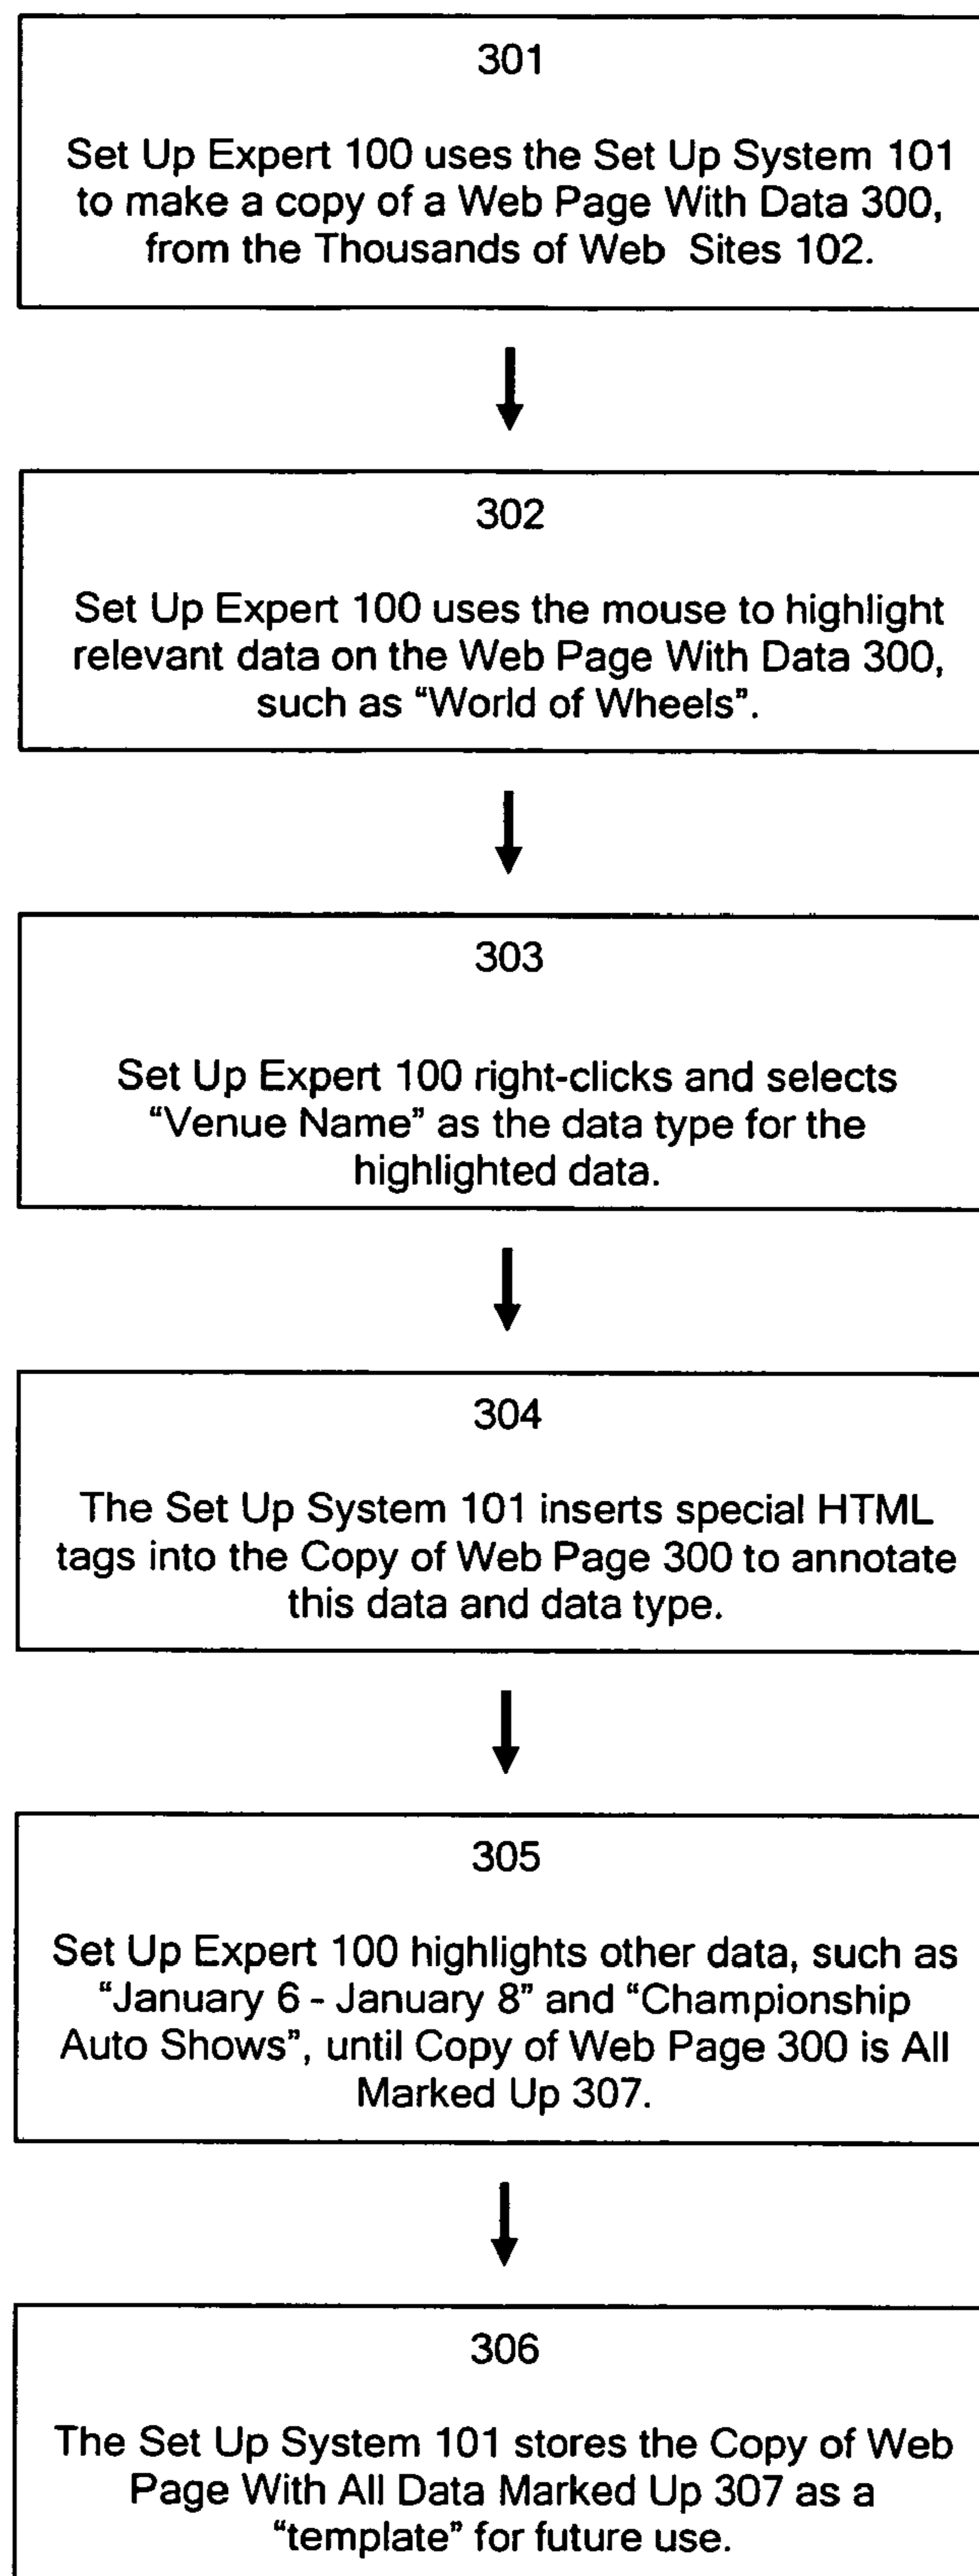 301
Set Up Expert 100 uses the Set Up System 101
to make a copy of a Web Page With Data 300,
from the Thousands of Web Sites 102.
302
Set Up Expert 100 uses the mouse to highlight
relevant data on the Web Page With Data 300,
such as “World of Wheels”.
303
Set Up Expert 100 right-clicks and selects
“Venue Name” as the data type for the
highlighted data.
304
The Set Up System 101 inserts special HTML
tags into the Copy of Web Page 300 to annotate
this data and data type.
305
Set Up Expert 100 highlights other data, such as
“January 6 - January 8” and “Championship
Auto Shows”, until Copy of Web Page 300 is All
Marked Up 307.
306
The Set Up System 101 stores the Copy of Web
Page With All Data Marked Up 307 as a
“template” for future use.